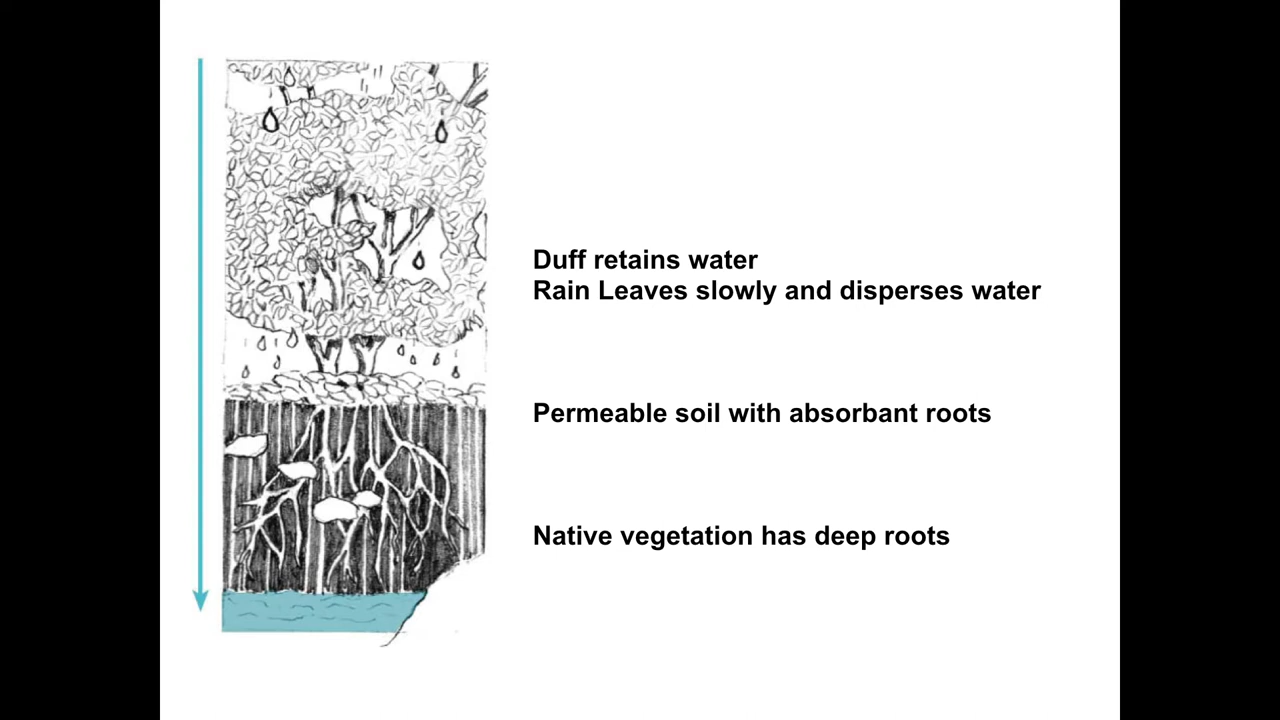 Duff retains water
Rain Leaves slowly and disperses water
Permeable soil with absorbant roots
Native vegetation has deep roots